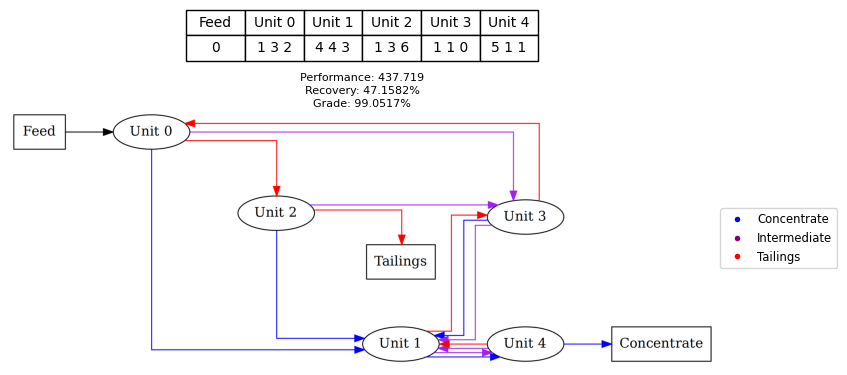 Feed Unit 0 Unit 1 Unit 2 Unit 3 Unit 4
0 1 3 2 4 4 3 1 3 6 1 1 0 5 1 1
Performance: 437.719
Recovery: 47.1582%
Grade: 99.0517%
Feed
Unit 0
Unit 2
Unit 3
Tailings
Unit 1
Unit 4
Concentrate
Concentrate
Intermediate
Tailings